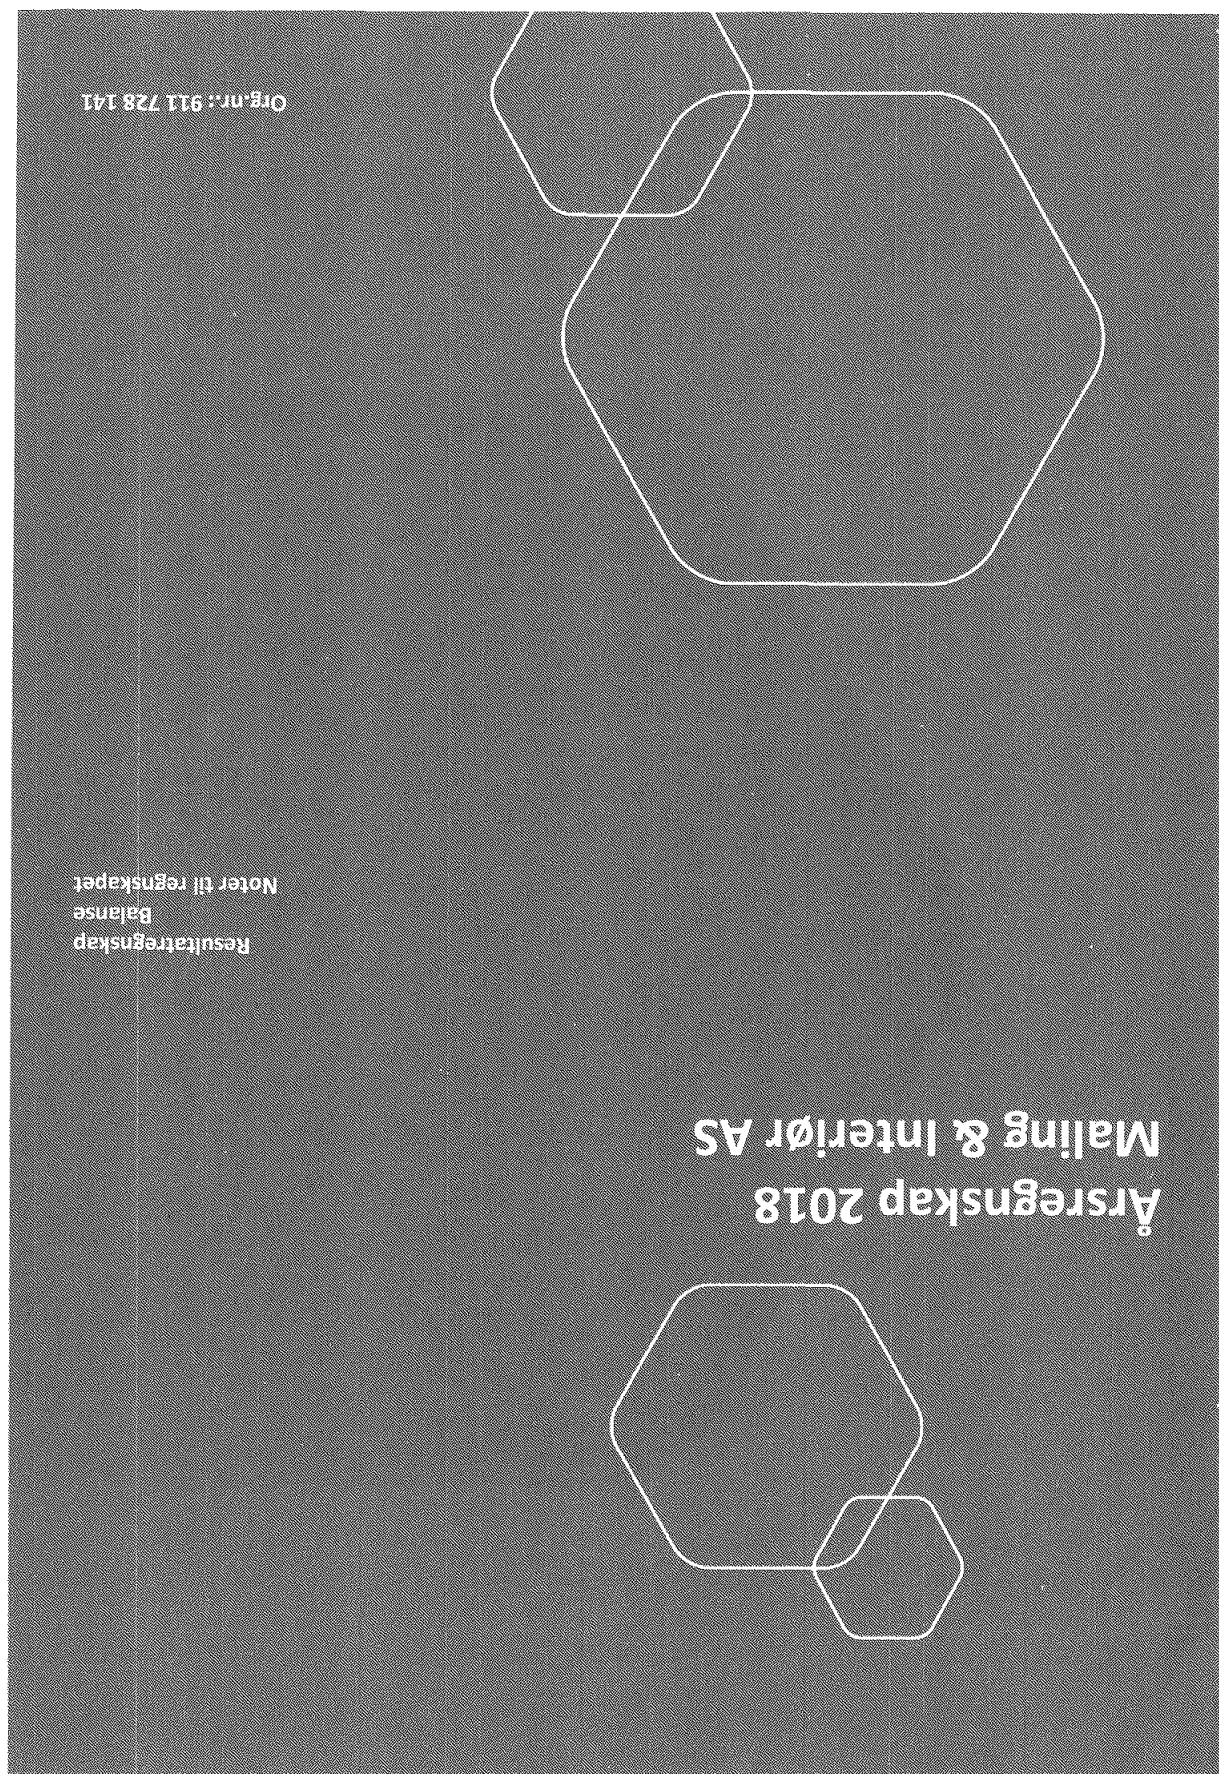 Årsregnskap 2018
Maling & Interiør AS
Resultatregnskap
Balanse
Noter til regnskapet
Org.nr.: 911 728 141